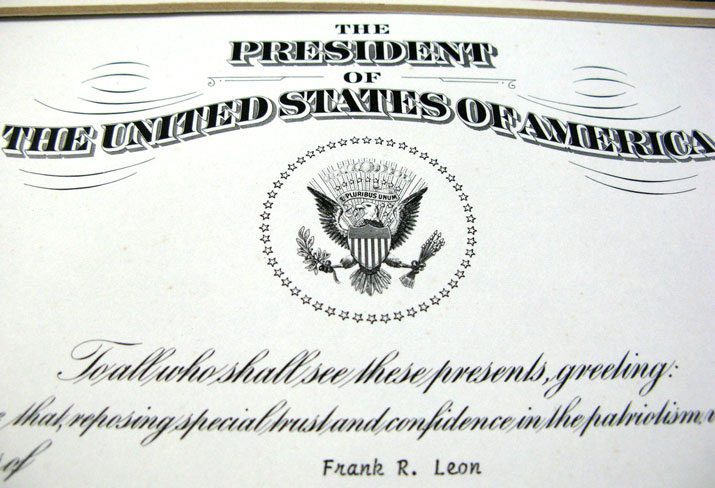 THE
PRESIDENT
OF
THE UNITED STATES OF AMERICA
E PLURIBUS UNUM
To all who shall see these presents, greeting:
that, reposing special trust and confidence in the patriotism,
of
Frank R. Leon